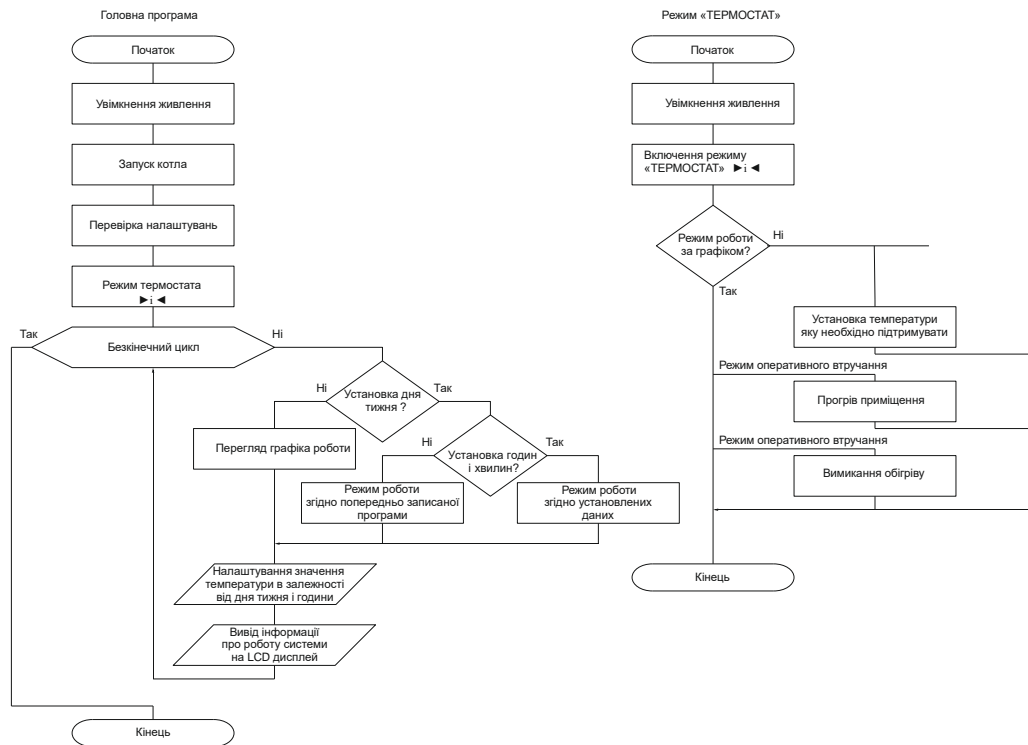 Головна програма
Початок
Увімкнення живлення
Запуск котла
Перевірка налаштувань
Режим термостата
►і ◄
Так
Безкінечний цикл
Ні
Ні
Установка дня
тижня ?
Так
Перегляд графіка роботи
Ні
Установка годин
і хвилин?
Так
Режим роботи
згідно попередньо записаної
програми
Режим роботи
згідно установлених
даних
Налаштування значення
температури в залежності
від дня тижня і години
Вивід інформації
про роботу системи
на LCD дисплей
Кінець
Режим «ТЕРМОСТАТ»
Початок
Увімкнення живлення
Включення режиму
«ТЕРМОСТАТ» ►і ◄
Режим роботи
за графіком?
Ні
Так
Установка температури
яку необхідно підтримувати
Режим оперативного втручання
Прогрів приміщення
Режим оперативного втручання
Вимикання обігріву
Кінець